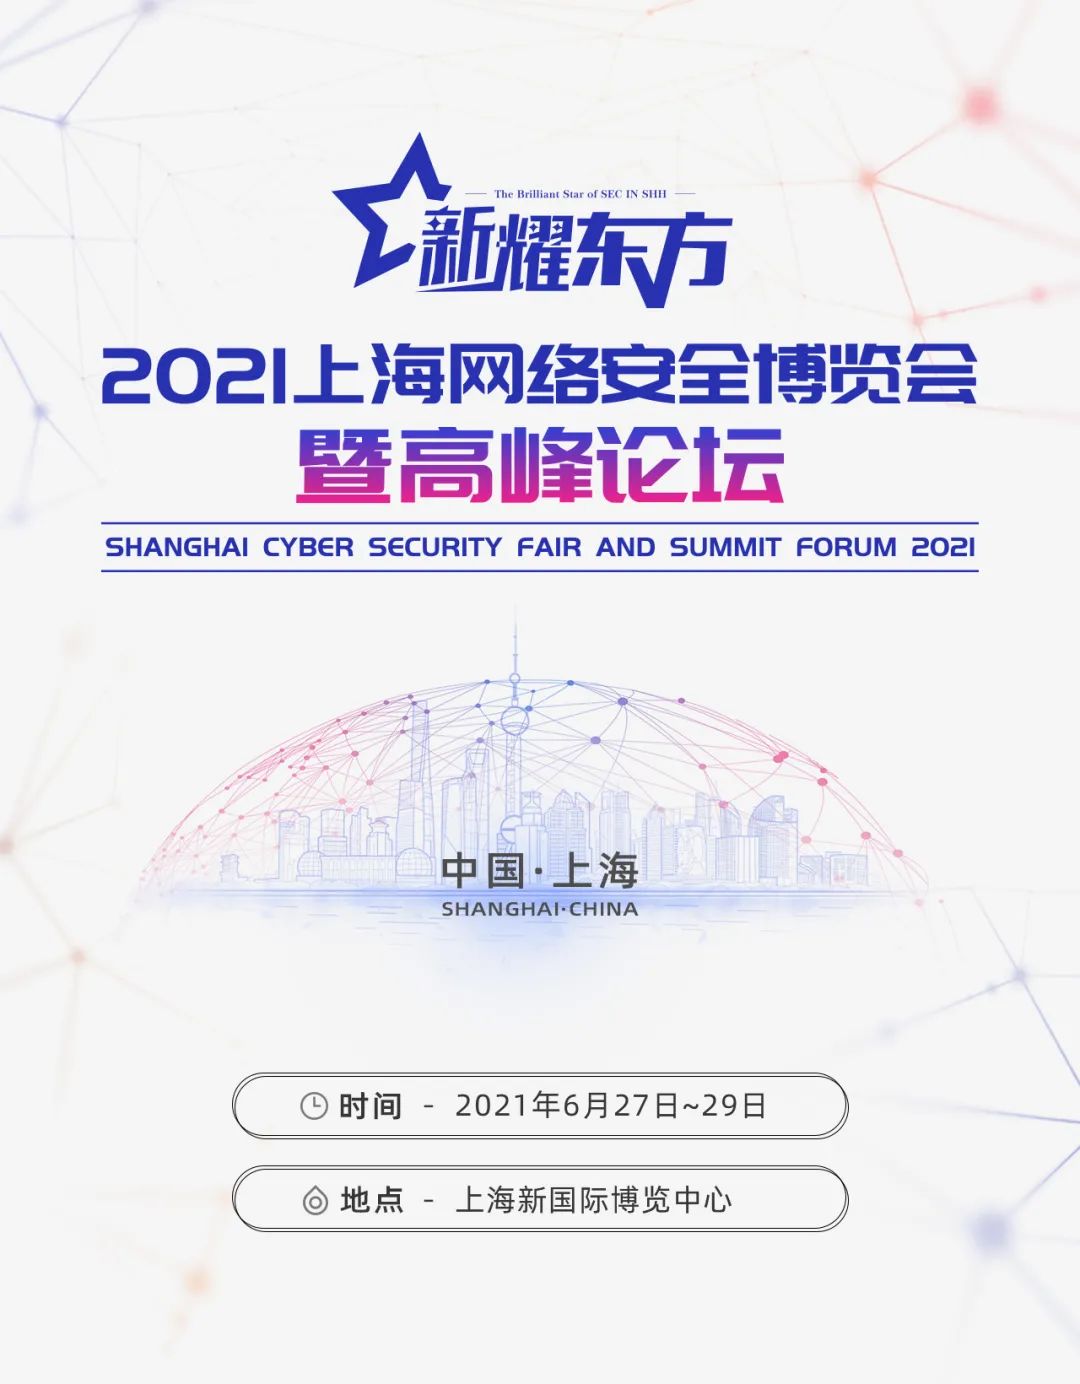 The Brilliant Star of SEC IN SHH
新耀东方
2021上海网络安全博览会
暨高峰论坛
SHANGHAI CYBER SECURITY FAIR AND SUMMIT FORUM 2021
中国·上海
SHANGHAI·CHINA
时间 - 2021年6月27日~29日
地点 - 上海新国际博览中心